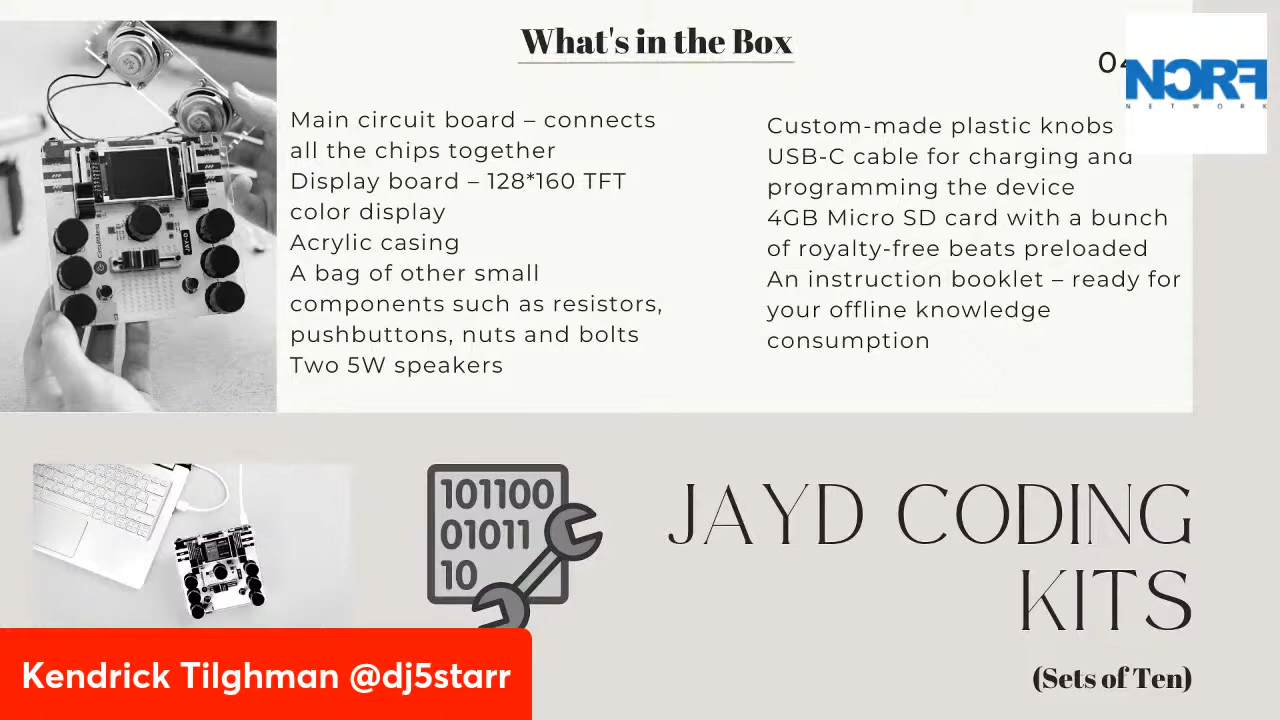 What's in the Box
04
NORF
NETWORK
Main circuit board – connects
all the chips together
Display board – 128*160 TFT
color display
Acrylic casing
A bag of other small
components such as resistors,
pushbuttons, nuts and bolts
Two 5W speakers
Custom-made plastic knobs
USB-C cable for charging and
programming the device
4GB Micro SD card with a bunch
of royalty-free beats preloaded
An instruction booklet – ready for
your offline knowledge
consumption
JAY-D
101100
01011
10
JAYD CODING
KITS
(Sets of Ten)
Kendrick Tilghman @dj5starr